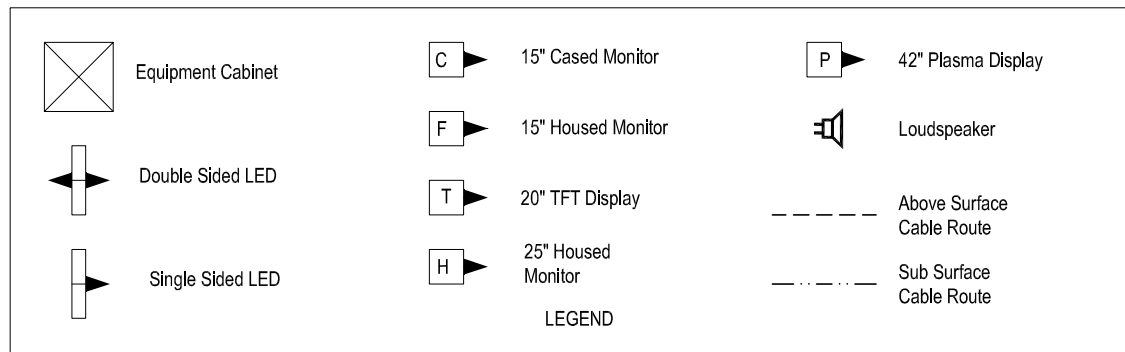 Equipment Cabinet
Double Sided LED
Single Sided LED
C
15" Cased Monitor
F
15" Housed Monitor
T
20" TFT Display
H
25" Housed
Monitor
LEGEND
P
42" Plasma Display
Loudspeaker
Above Surface
Cable Route
Sub Surface
Cable Route